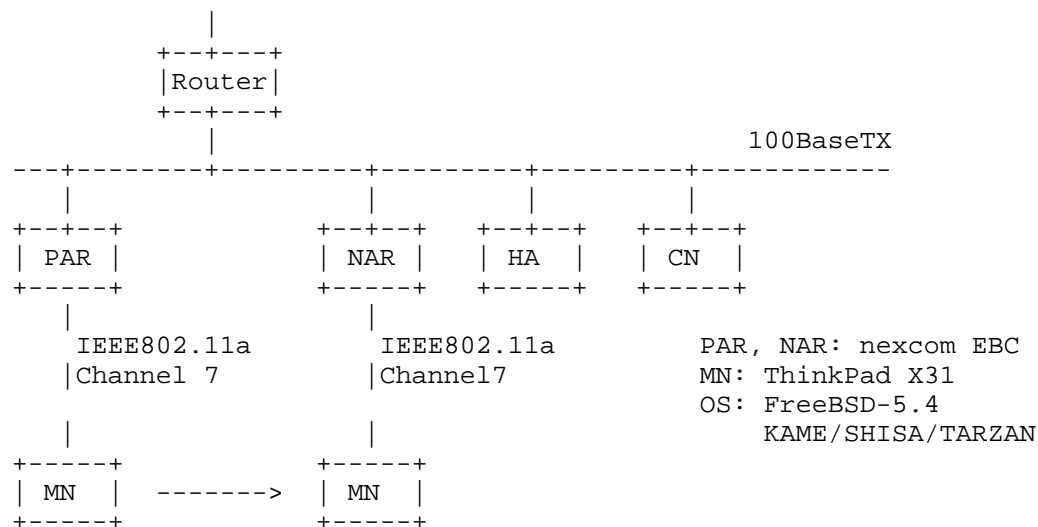 Router
100BaseTX
PAR NAR HA CN
IEEE802.11a IEEE802.11a PAR, NAR: nexcom EBC
Channel 7 Channel7 MN: ThinkPad X31
OS: FreeBSD-5.4
KAME/SHISA/TARZAN
MN MN